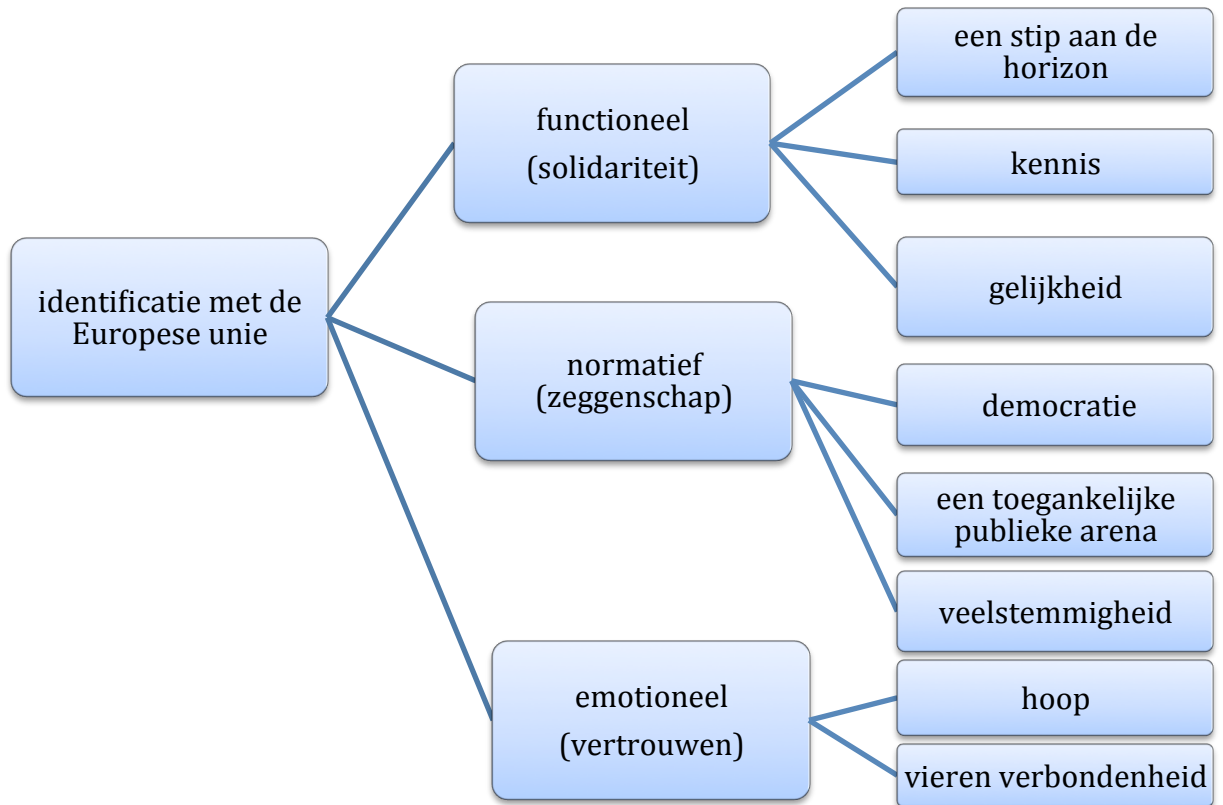 identificatie met de
Europese unie
functioneel
(solidariteit)
een stip aan de
horizon
kennis
gelijkheid
normatief
(zeggenschap)
democratie
een toegankelijke
publieke arena
veelstemmigheid
emotioneel
(vertrouwen)
hoop
vieren verbondenheid